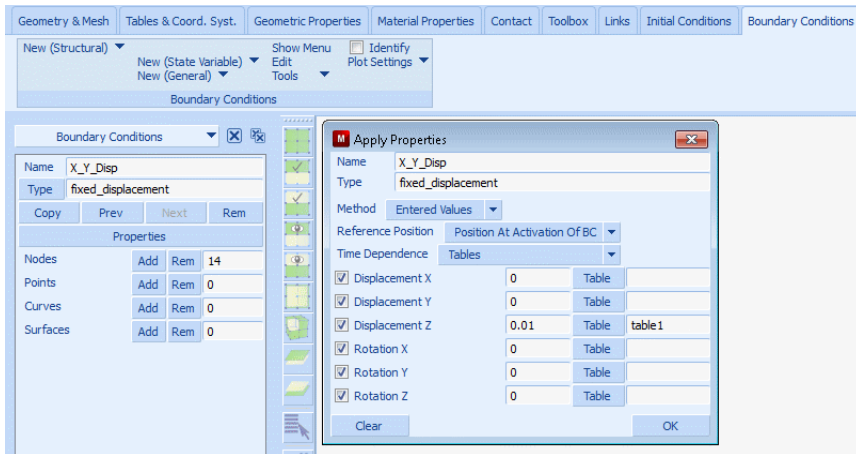 Geometry & Mesh Tables & Coord. Syst. Geometric Properties Material Properties Contact Toolbox Links Initial Conditions Boundary Conditions
New (Structural) Show Menu Identify
New (State Variable) Edit Plot Settings
New (General) Tools
Boundary Conditions
Boundary Conditions
Name X_Y_Disp
Type fixed_displacement
Copy Prev Next Rem
Properties
Nodes Add Rem 14
Points Add Rem 0
Curves Add Rem 0
Surfaces Add Rem 0
M Apply Properties
Name X_Y_Disp
Type fixed_displacement
Method Entered Values
Reference Position Position At Activation Of BC
Time Dependence Tables
Displacement X 0 Table
Displacement Y 0 Table
Displacement Z 0.01 Table table1
Rotation X 0 Table
Rotation Y 0 Table
Rotation Z 0 Table
Clear OK